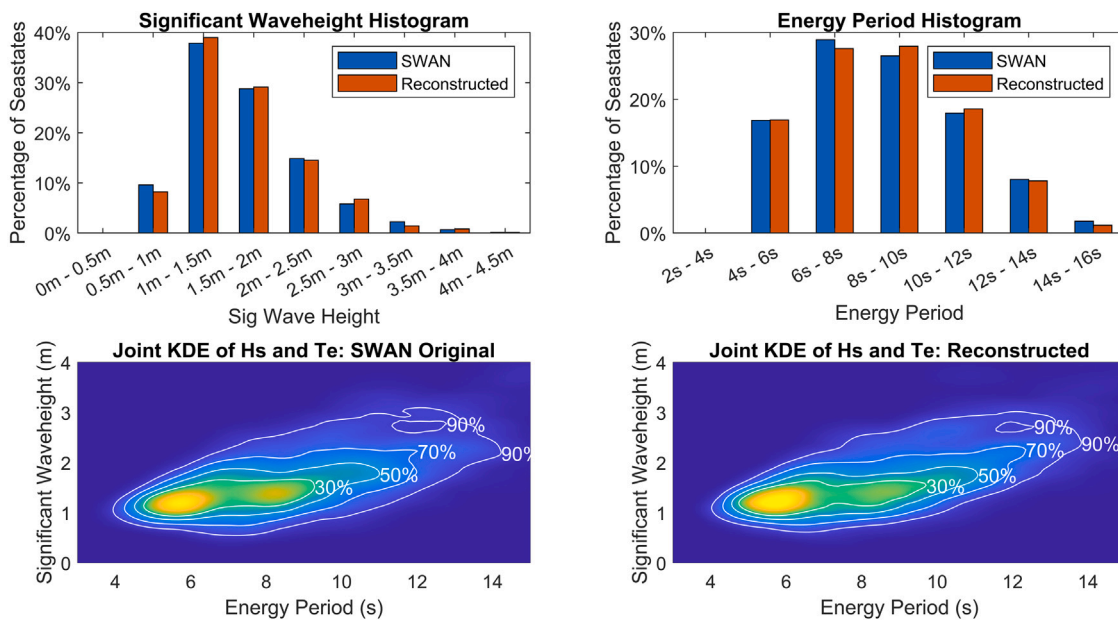 Significant Waveheight Histogram
Percentage of Seastates
40%
30%
20%
10%
0%
SWAN
Reconstructed
0m - 0.5m
0.5m - 1m
1m - 1.5m
1.5m - 2m
2m - 2.5m
2.5m - 3m
3m - 3.5m
3.5m - 4m
4m - 4.5m
Sig Wave Height
Energy Period Histogram
Percentage of Seastates
30%
20%
10%
0%
SWAN
Reconstructed
2s - 4s
4s - 6s
6s - 8s
8s - 10s
10s - 12s
12s - 14s
14s - 16s
Energy Period
Joint KDE of Hs and Te: SWAN Original
Significant Waveheight (m)
4
3
2
1
0
90%
70%
90%
50%
30%
4 6 8 10 12 14
Energy Period (s)
Joint KDE of Hs and Te: Reconstructed
Significant Waveheight (m)
4
3
2
1
0
90%
70%
90%
50%
30%
4 6 8 10 12 14
Energy Period (s)